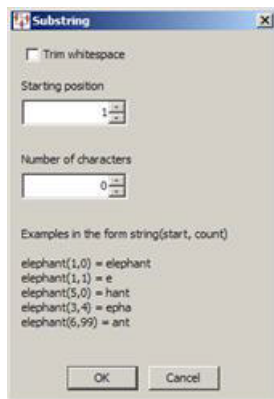 Substring
Trim whitespace
Starting position
1
Number of characters
0
Examples in the form string(start, count)
elephant(1,0) = elephant
elephant(1,1) = e
elephant(5,0) = hant
elephant(3,4) = epha
elephant(6,99) = ant
OK Cancel